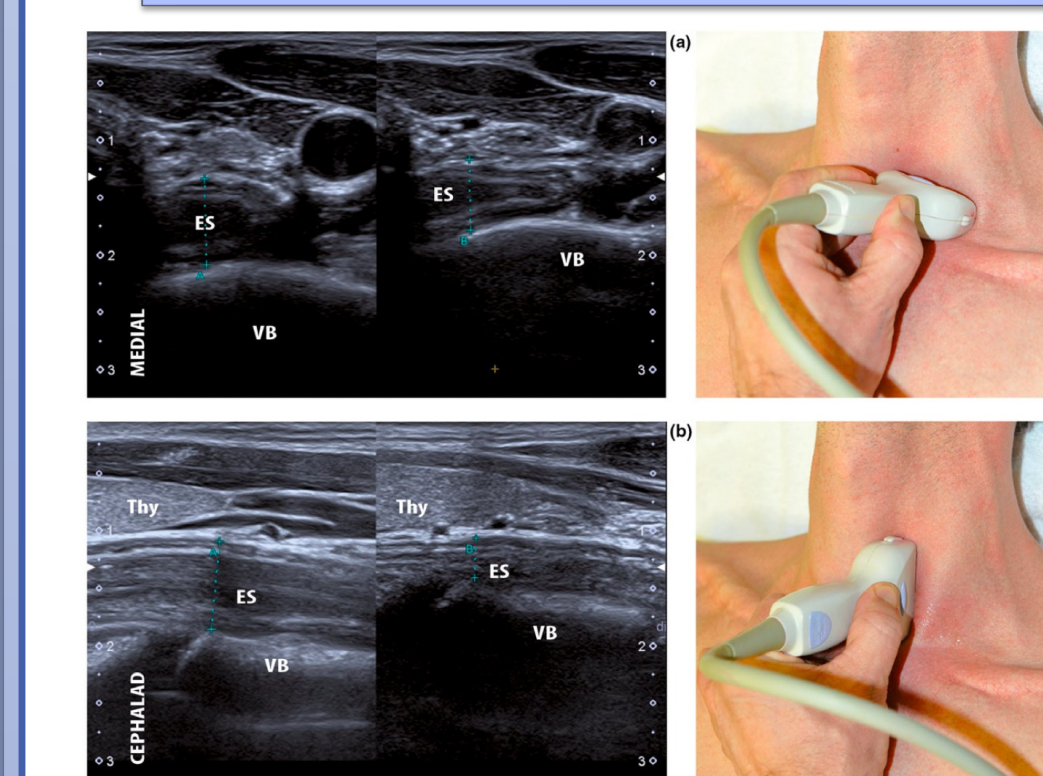 (a)
1 1
ES ES
2 VB 2
VB
MEDIAL
3 3
A
B
(b)
Thy Thy
1 1
A B
ES ES
VB
2 VB 2
CEPHALAD
3 3